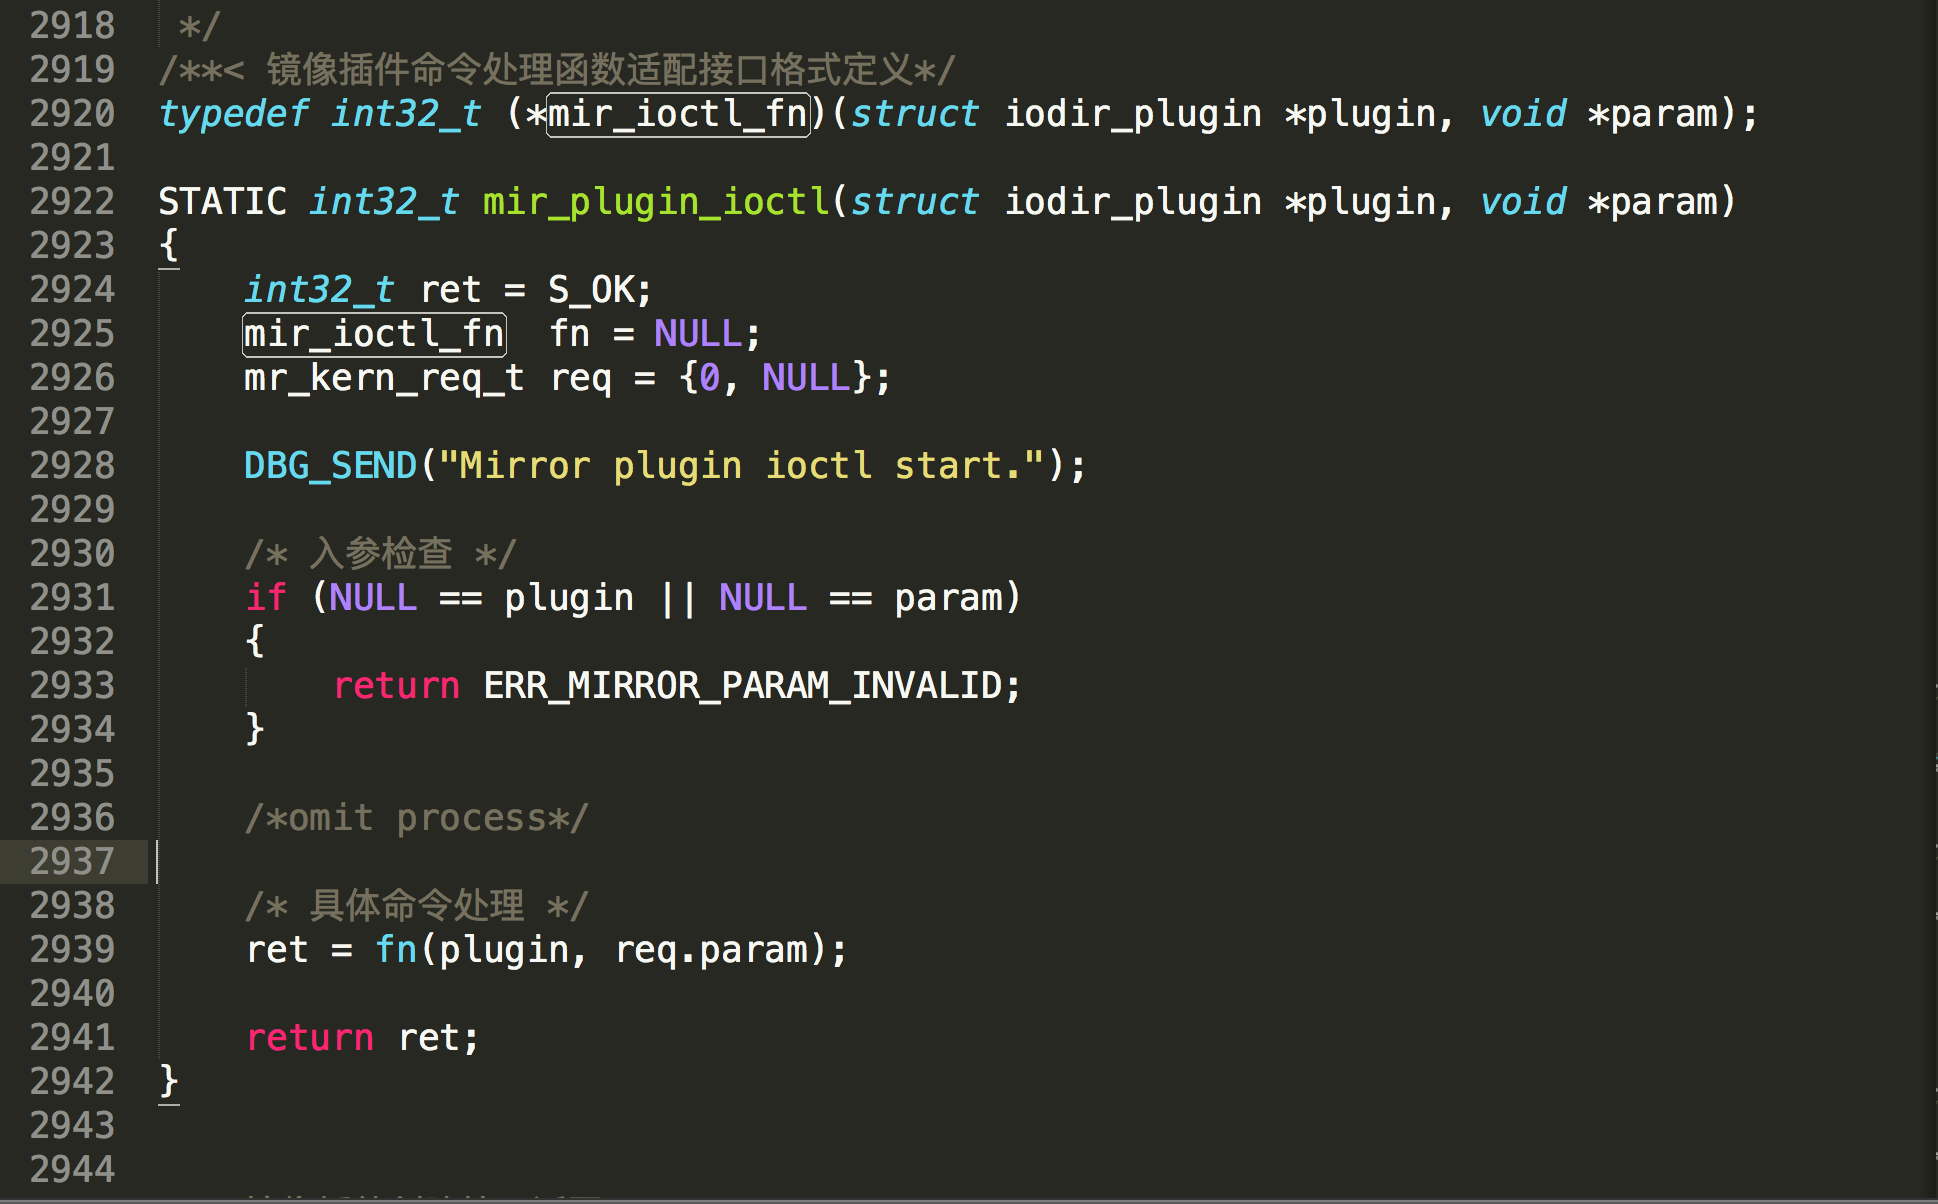 2918  */
2919 /**< 镜像插件命令处理函数适配接口格式定义*/
2920 typedef int32_t (*mir_ioctl_fn)(struct iodir_plugin *plugin, void *param);
2921
2922 STATIC int32_t mir_plugin_ioctl(struct iodir_plugin *plugin, void *param)
2923 {
2924     int32_t ret = S_OK;
2925     mir_ioctl_fn  fn = NULL;
2926     mr_kern_req_t req = {0, NULL};
2927
2928     DBG_SEND("Mirror plugin ioctl start.");
2929
2930     /* 入参检查 */
2931     if (NULL == plugin || NULL == param)
2932     {
2933         return ERR_MIRROR_PARAM_INVALID;
2934     }
2935
2936     /*omit process*/
2937
2938     /* 具体命令处理 */
2939     ret = fn(plugin, req.param);
2940
2941     return ret;
2942 }
2943
2944